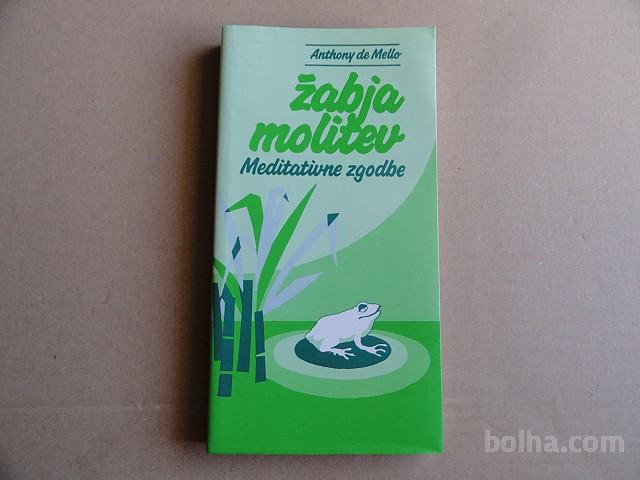 Anthony de Mello
žabja
molitev
Meditativne zgodbe
bolha.com